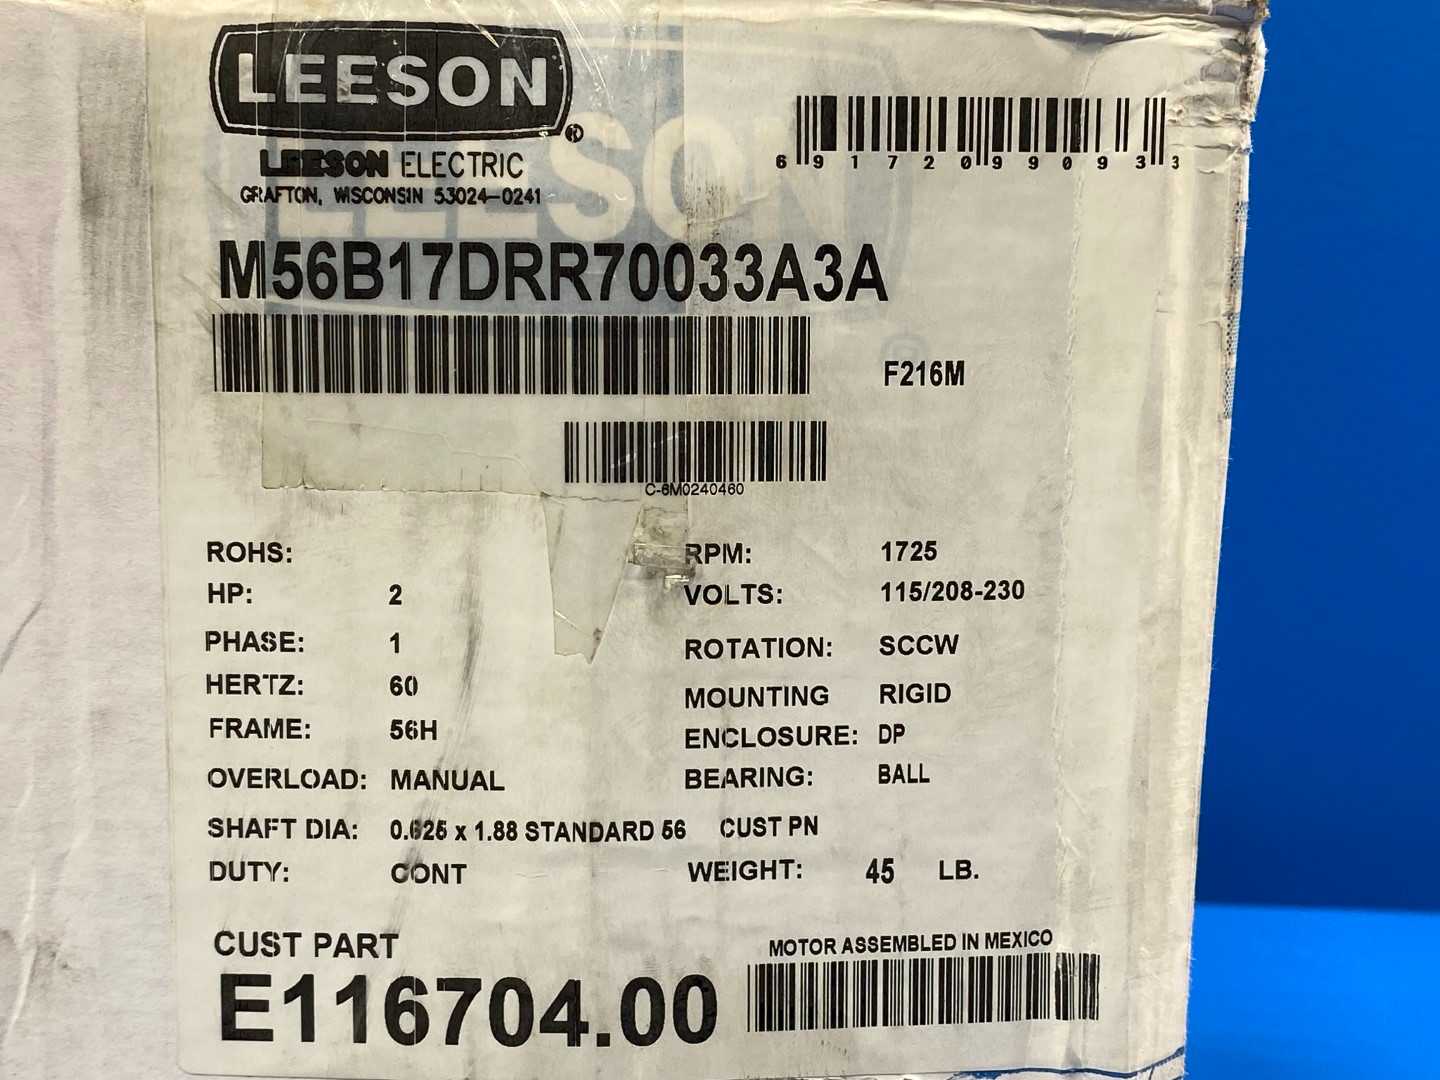 LEESON
®
LEESON ELECTRIC
GRAFTON, WISCONSIN 53024-0241
6 91720 99093 3
M56B17DRR70033A3A
F216M
C-6M0240460
ROHS:
RPM: 1725
HP: 2
VOLTS: 115/208-230
PHASE: 1
ROTATION: SCCW
HERTZ: 60
MOUNTING RIGID
FRAME: 56H
ENCLOSURE: DP
OVERLOAD: MANUAL
BEARING: BALL
SHAFT DIA: 0.625 x 1.88 STANDARD 56 CUST PN
DUTY: CONT
WEIGHT: 45 LB.
CUST PART
MOTOR ASSEMBLED IN MEXICO
E116704.00
LEESON
®